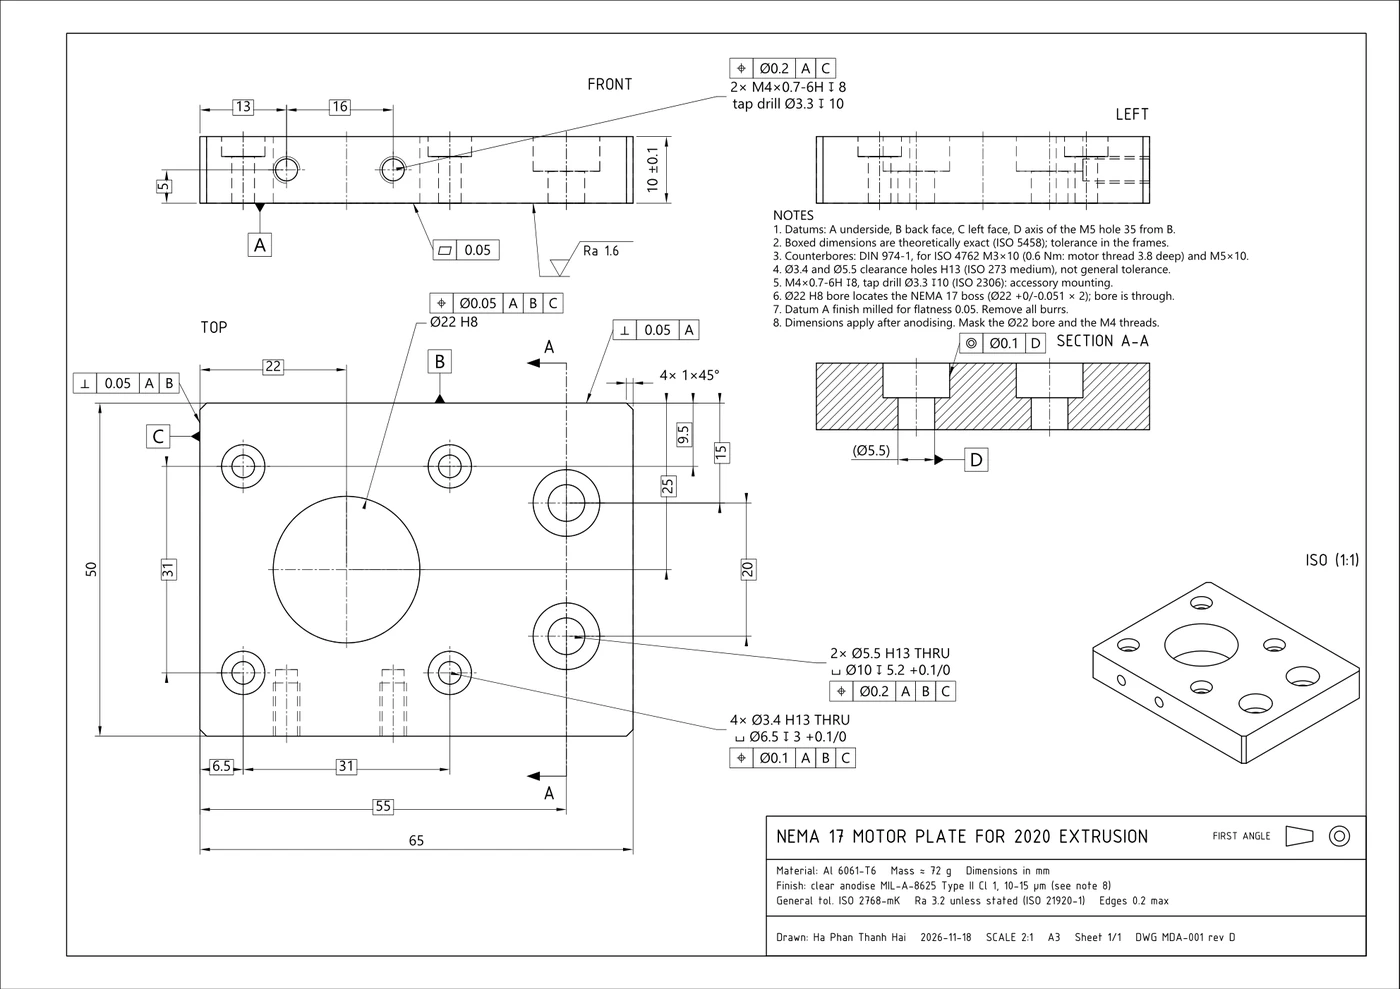 FRONT
⌖ Ø0.2 A C
2× M4×0.7-6H ↧ 8
tap drill Ø3.3 ↧ 10
13
16
5
10 ±0.1
A
⏥ 0.05
Ra 1.6
LEFT
NOTES
1. Datums: A underside, B back face, C left face, D axis of the M5 hole 35 from B.
2. Boxed dimensions are theoretically exact (ISO 5458); tolerance in the frames.
3. Counterbores: DIN 974-1, for ISO 4762 M3×10 (0.6 Nm: motor thread 3.8 deep) and M5×10.
4. Ø3.4 and Ø5.5 clearance holes H13 (ISO 273 medium), not general tolerance.
5. M4×0.7-6H ↧8, tap drill Ø3.3 ↧10 (ISO 2306): accessory mounting.
6. Ø22 H8 bore locates the NEMA 17 boss (Ø22 +0/-0.051 × 2); bore is through.
7. Datum A finish milled for flatness 0.05. Remove all burrs.
8. Dimensions apply after anodising. Mask the Ø22 bore and the M4 threads.
⌖ Ø0.05 A B C
Ø22 H8
TOP
⟂ 0.05 A
◎ Ø0.1 D
SECTION A-A
A
B
22
4× 1×45°
⟂ 0.05 A B
C
9.5
15
25
(Ø5.5)
D
50
31
20
ISO (1:1)
2× Ø5.5 H13 THRU
⌴ Ø10 ↧ 5.2 +0.1/0
⌖ Ø0.2 A B C
4× Ø3.4 H13 THRU
⌴ Ø6.5 ↧ 3 +0.1/0
⌖ Ø0.1 A B C
6.5
31
A
55
65
NEMA 17 MOTOR PLATE FOR 2020 EXTRUSION
FIRST ANGLE
Material: Al 6061-T6 Mass ≈ 72 g Dimensions in mm
Finish: clear anodise MIL-A-8625 Type II Cl 1, 10-15 µm (see note 8)
General tol. ISO 2768-mK Ra 3.2 unless stated (ISO 21920-1) Edges 0.2 max
Drawn: Ha Phan Thanh Hai 2026-11-18 SCALE 2:1 A3 Sheet 1/1 DWG MDA-001 rev D